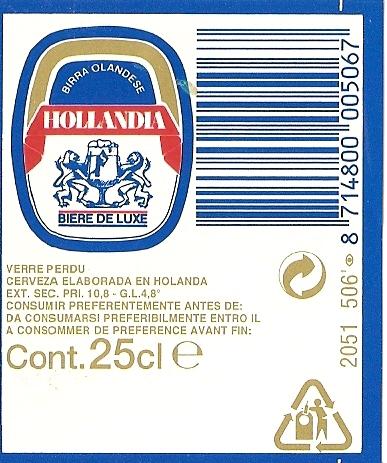 BIRRA OLANDESE
HOLLANDIA
BIERE DE LUXE
8 714800 005067
VERRE PERDU
CERVEZA ELABORADA EN HOLANDA
EXT. SEC. PRI. 10,8 - G.L.4,8°
CONSUMIR PREFERENTEMENTE ANTES DE:
DA CONSUMARSI PREFERIBILMENTE ENTRO IL
A CONSOMMER DE PREFERENCE AVANT FIN:
Cont. 25cl ℮
2051 506'